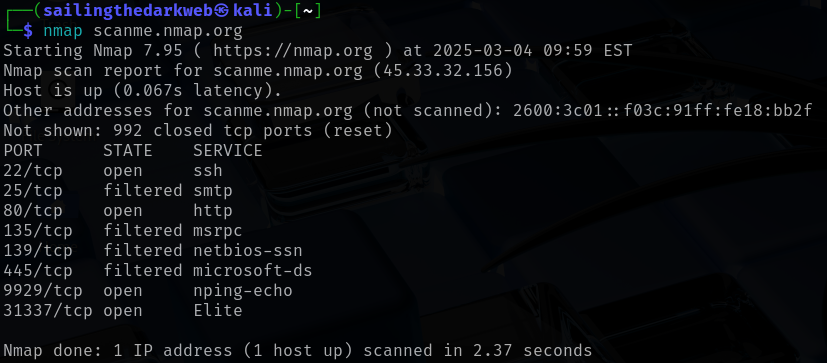 ┌──(sailingthedarkweb㉿kali)-[~]
└─$ nmap scanme.nmap.org
Starting Nmap 7.95 ( https://nmap.org ) at 2025-03-04 09:59 EST
Nmap scan report for scanme.nmap.org (45.33.32.156)
Host is up (0.067s latency).
Other addresses for scanme.nmap.org (not scanned): 2600:3c01::f03c:91ff:fe18:bb2f
Not shown: 992 closed tcp ports (reset)
PORT      STATE    SERVICE
22/tcp    open     ssh
25/tcp    filtered smtp
80/tcp    open     http
135/tcp   filtered msrpc
139/tcp   filtered netbios-ssn
445/tcp   filtered microsoft-ds
9929/tcp  open     nping-echo
31337/tcp open     Elite

Nmap done: 1 IP address (1 host up) scanned in 2.37 seconds